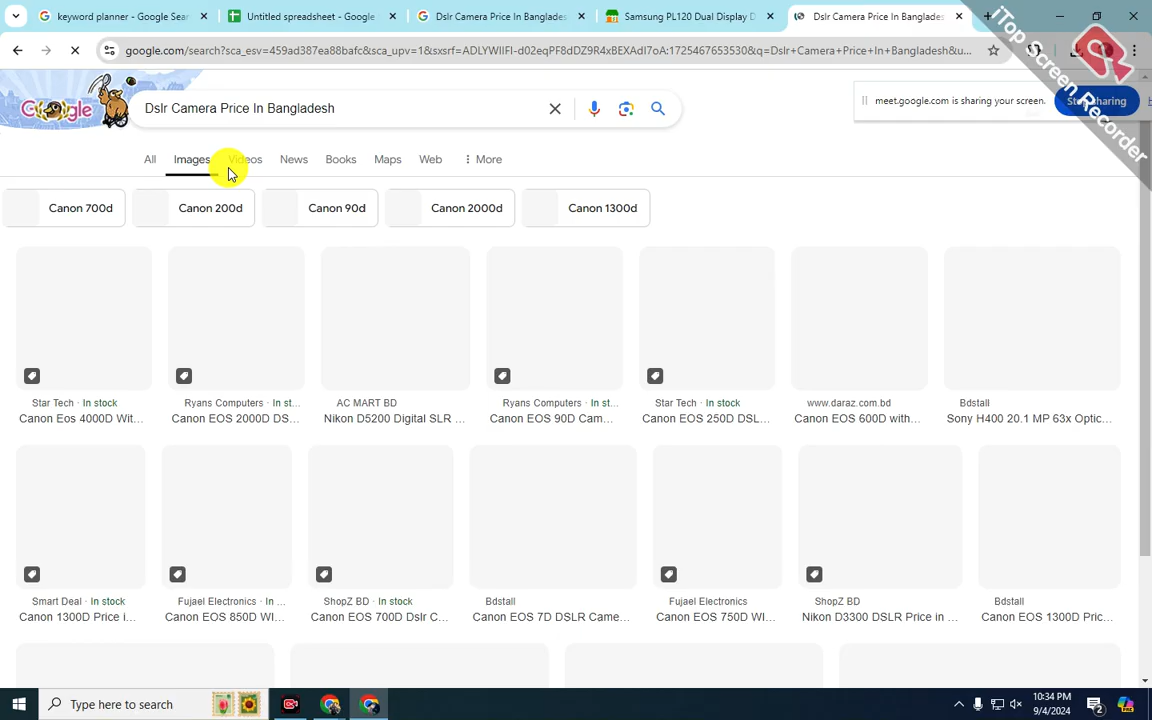 keyword planner - Google Sear
Untitled spreadsheet - Google
Dslr Camera Price In Banglades
Samsung PL120 Dual Display D
Dslr Camera Price In Banglades
google.com/search?sca_esv=459ad387ea88bafc&sca_upv=1&sxsrf=ADLYWIIFI-d02eqPF8dDZ9R4xBEXAdI7oA:1725467653530&q=Dslr+Camera+Price+In+Bangladesh&u...
iTop Screen Recorder
Google
Dslr Camera Price In Bangladesh
meet.google.com is sharing your screen.
Stop sharing
All Images Videos News Books Maps Web More
Canon 700d Canon 200d Canon 90d Canon 2000d Canon 1300d
Star Tech · In stock
Canon Eos 4000D Wit...
Ryans Computers · In st...
Canon EOS 2000D DS...
AC MART BD
Nikon D5200 Digital SLR ...
Ryans Computers · In st...
Canon EOS 90D Cam...
Star Tech · In stock
Canon EOS 250D DSL...
www.daraz.com.bd
Canon EOS 600D with...
Bdstall
Sony H400 20.1 MP 63x Optic...
Smart Deal · In stock
Canon 1300D Price i...
Fujael Electronics · In ...
Canon EOS 850D WI...
ShopZ BD · In stock
Canon EOS 700D Dslr C...
Bdstall
Canon EOS 7D DSLR Came...
Fujael Electronics
Canon EOS 750D WI...
ShopZ BD
Nikon D3300 DSLR Price in ...
Bdstall
Canon EOS 1300D Pric...
Type here to search
10:34 PM
9/4/2024
2